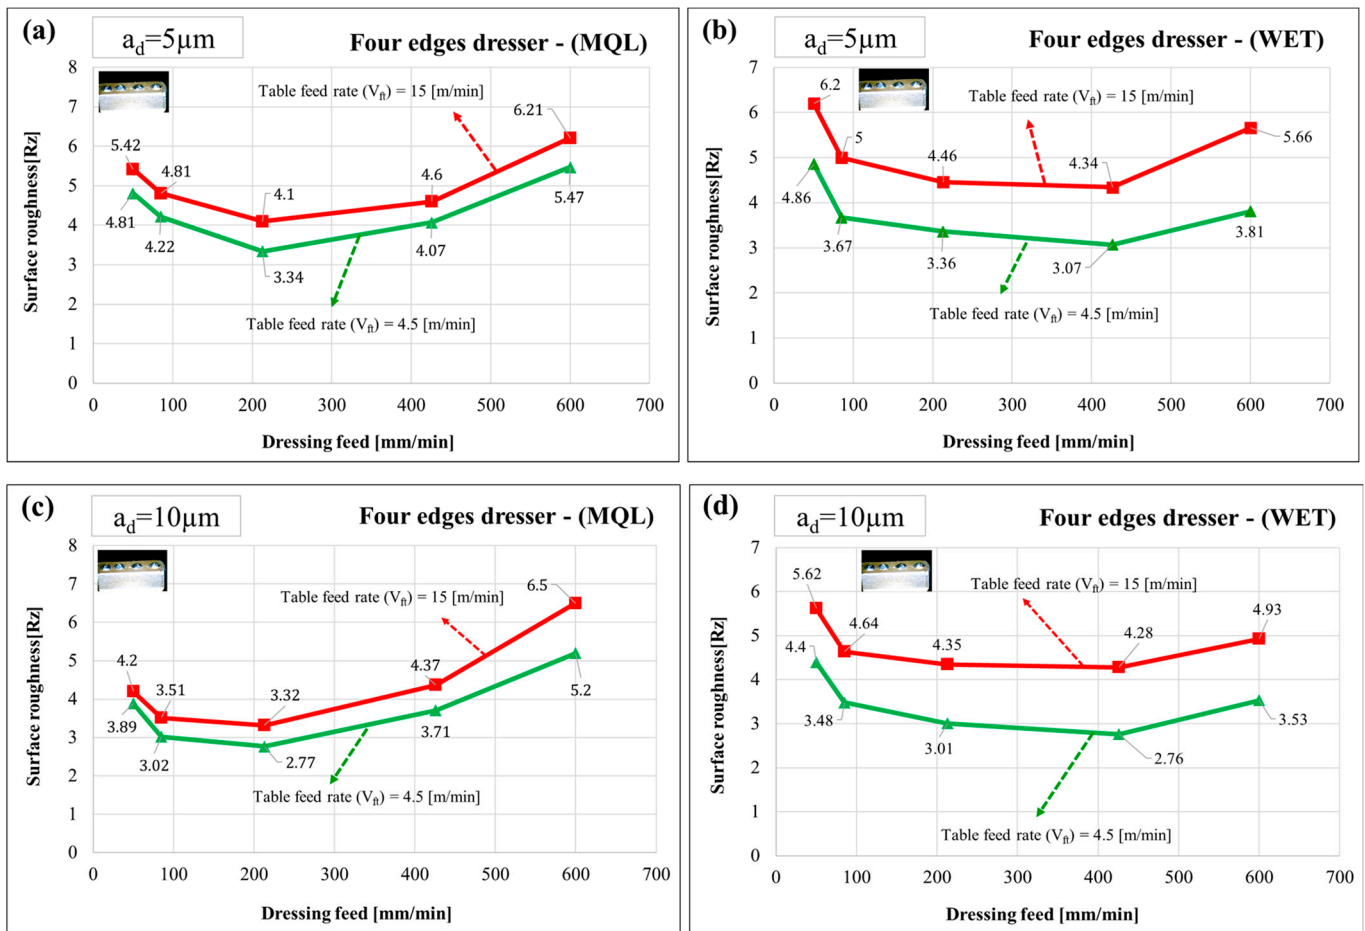 (a)
a_d=5μm
Four edges dresser - (MQL)
Table feed rate (V_ft) = 15 [m/min]
5.42
4.81
4.1
4.6
6.21
4.81
4.22
3.34
4.07
5.47
Table feed rate (V_ft) = 4.5 [m/min]
8
7
6
5
4
3
2
1
0
0 100 200 300 400 500 600 700
Surface roughness[Rz]
Dressing feed [mm/min]
(b)
a_d=5μm
Four edges dresser - (WET)
Table feed rate (V_ft) = 15 [m/min]
6.2
5
4.46
4.34
5.66
4.86
3.67
3.36
3.07
3.81
Table feed rate (V_ft) = 4.5 [m/min]
7
6
5
4
3
2
1
0
0 100 200 300 400 500 600 700
Surface roughness[Rz]
Dressing feed [mm/min]
(c)
a_d=10μm
Four edges dresser - (MQL)
Table feed rate (V_ft) = 15 [m/min]
4.2
3.51
3.32
4.37
6.5
3.89
3.02
2.77
3.71
5.2
Table feed rate (V_ft) = 4.5 [m/min]
8
7
6
5
4
3
2
1
0
0 100 200 300 400 500 600 700
Surface roughness[Rz]
Dressing feed [mm/min]
(d)
a_d=10μm
Four edges dresser - (WET)
Table feed rate (V_ft) = 15 [m/min]
5.62
4.64
4.35
4.28
4.93
4.4
3.48
3.01
2.76
3.53
Table feed rate (V_ft) = 4.5 [m/min]
7
6
5
4
3
2
1
0
0 100 200 300 400 500 600 700
Surface roughness[Rz]
Dressing feed [mm/min]